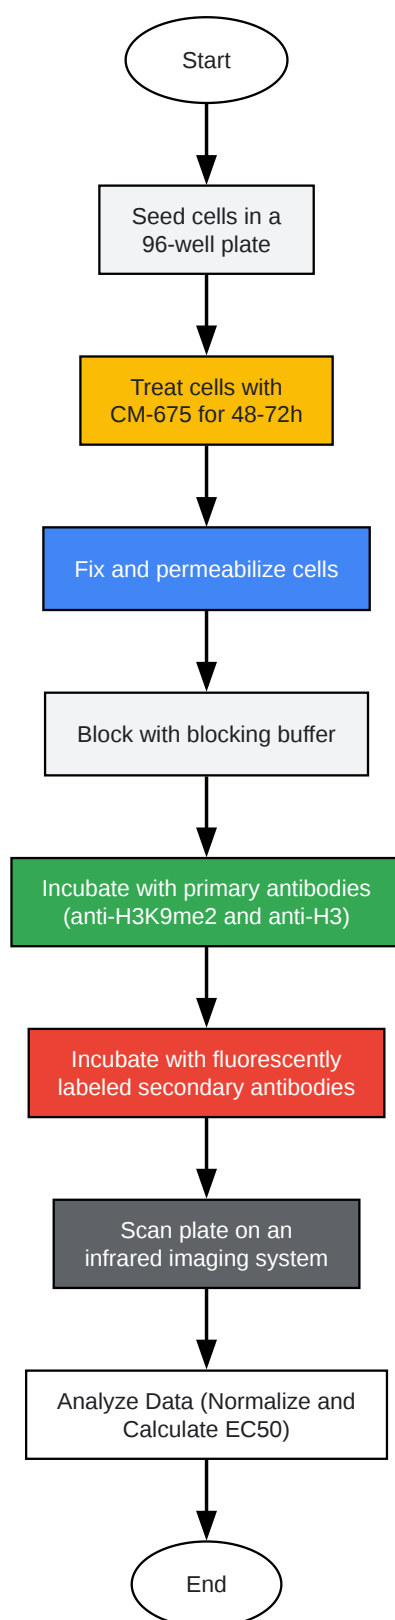 Start
Seed cells in a
96-well plate
Treat cells with
CM-675 for 48-72h
Fix and permeabilize cells
Block with blocking buffer
Incubate with primary antibodies
(anti-H3K9me2 and anti-H3)
Incubate with fluorescently
labeled secondary antibodies
Scan plate on an
infrared imaging system
Analyze Data (Normalize and
Calculate EC50)
End